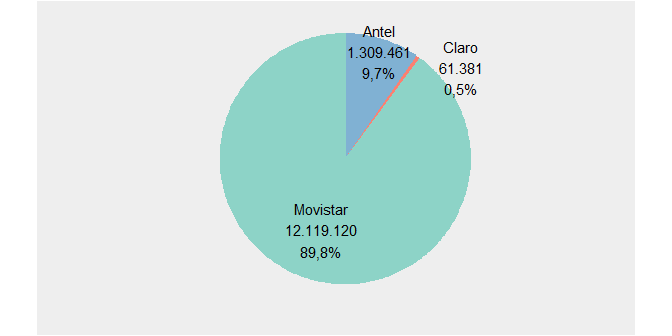 Antel
1.309.461
9,7%
Claro
61.381
0,5%
Movistar
12.119.120
89,8%